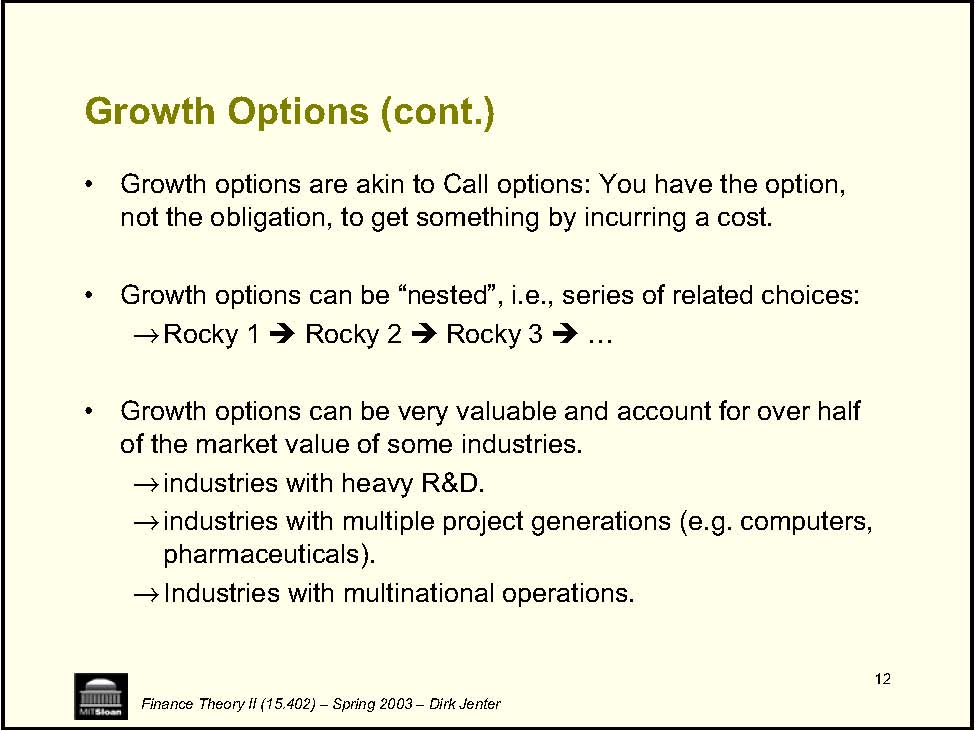 Growth Options (cont.)
• Growth options are akin to Call options: You have the option,
not the obligation, to get something by incurring a cost.
• Growth options can be “nested”, i.e., series of related choices:
→Rocky 1 ➔ Rocky 2 ➔ Rocky 3 ➔ …
• Growth options can be very valuable and account for over half
of the market value of some industries.
→industries with heavy R&D.
→industries with multiple project generations (e.g. computers,
pharmaceuticals).
→Industries with multinational operations.
12
MITSloan
Finance Theory II (15.402) – Spring 2003 – Dirk Jenter